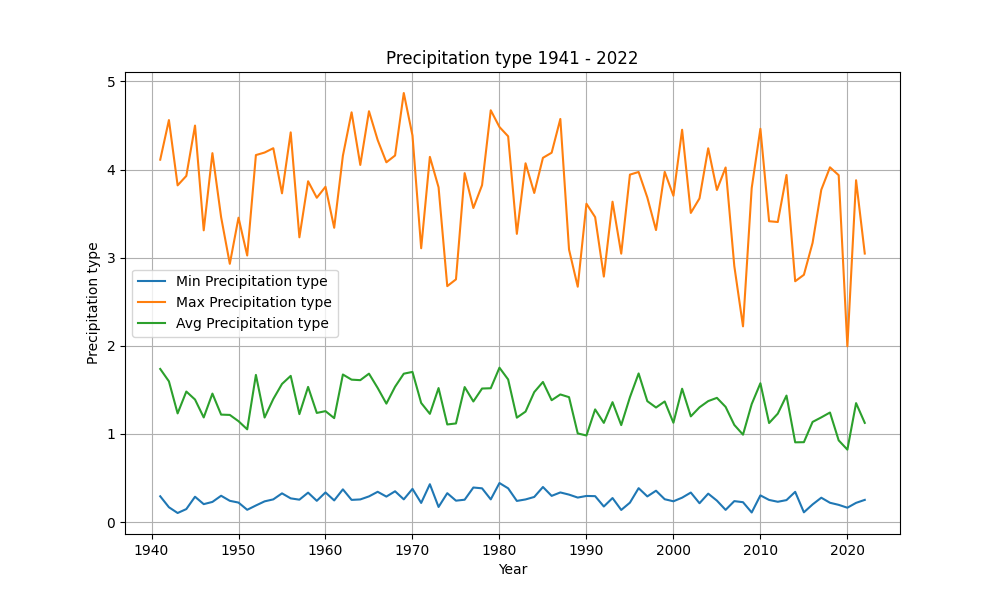 Precipitation type 1941 - 2022
Precipitation type
5
4
3
2
1
0
Min Precipitation type
Max Precipitation type
Avg Precipitation type
1940 1950 1960 1970 1980 1990 2000 2010 2020
Year